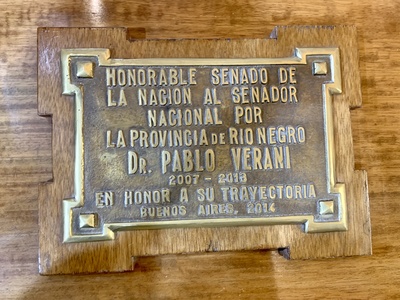 HONORABLE SENADO DE
LA NACION AL SENADOR
NACIONAL POR
LA PROVINCIA DE RIO NEGRO
DR. PABLO VERANI
2007 - 2013
EN HONOR A SU TRAYECTORIA
BUENOS AIRES, 2014